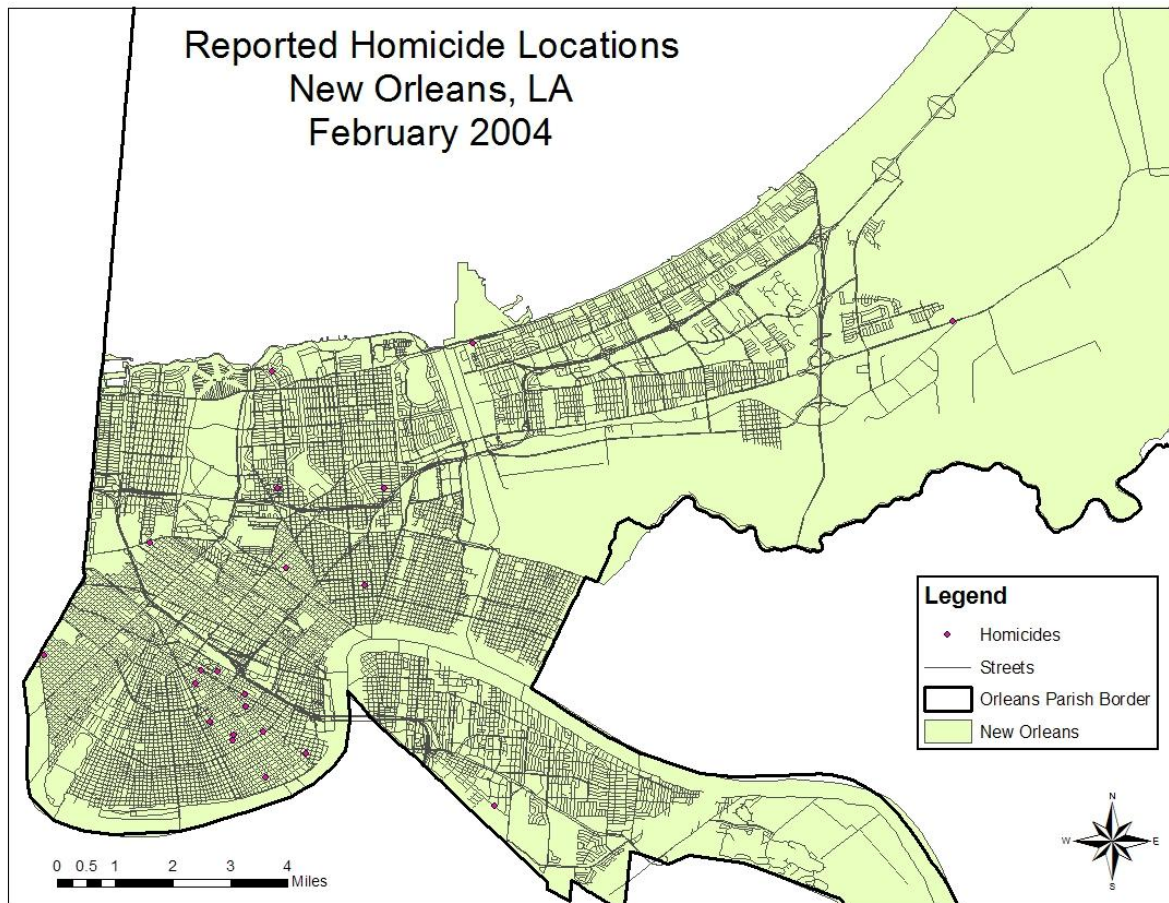 Reported Homicide Locations
New Orleans, LA
February 2004
Legend
Homicides
Streets
Orleans Parish Border
New Orleans
N
W E
S
0 0.5 1 2 3 4
Miles